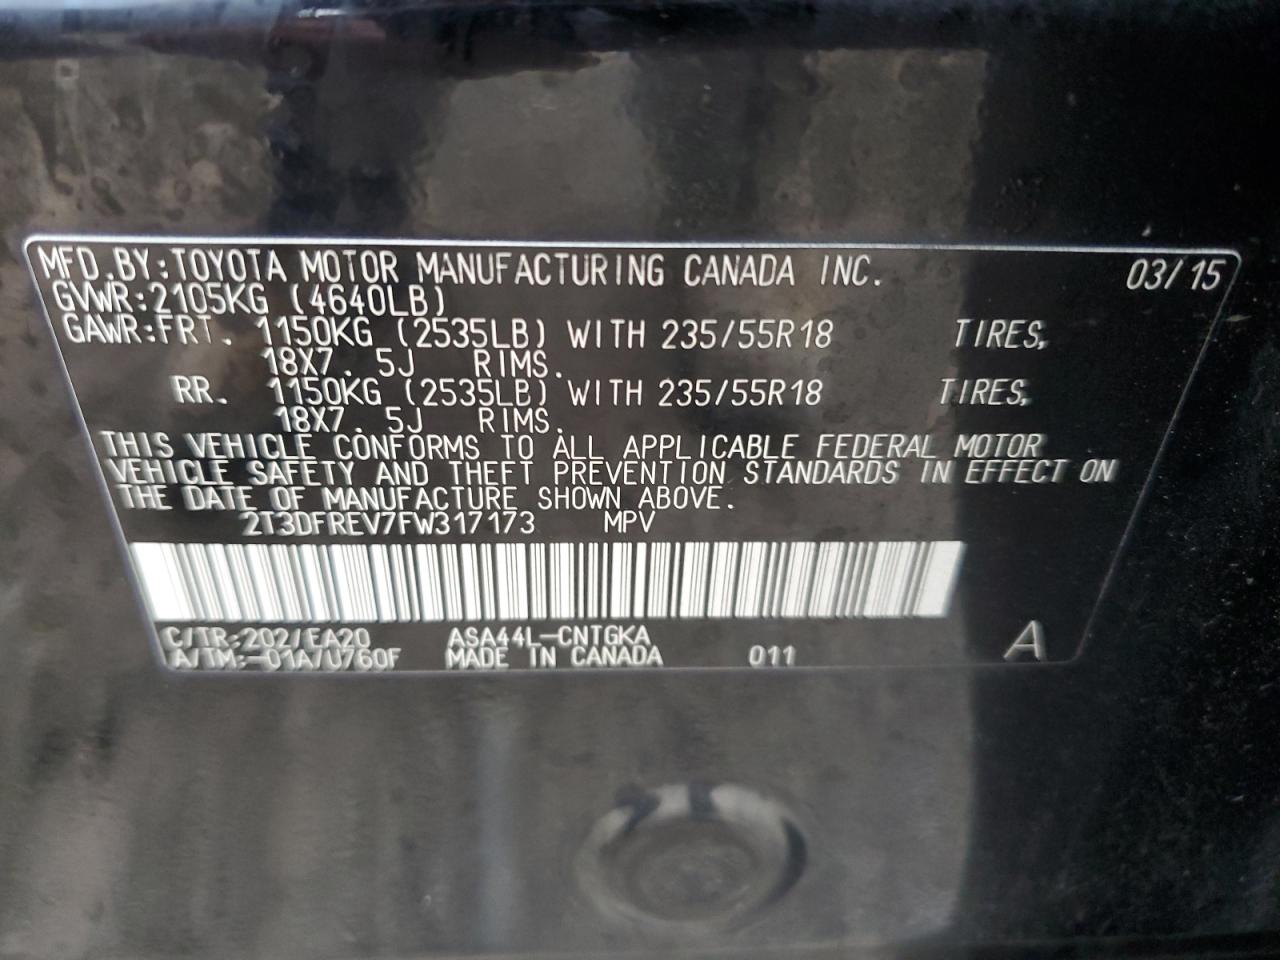 MFD.BY:TOYOTA MOTOR MANUFACTURING CANADA INC. 03/15
GVWR:2105KG (4640LB)
GAWR:FRT. 1150KG (2535LB) WITH 235/55R18 TIRES,
18X7. 5J RIMS.
RR. 1150KG (2535LB) WITH 235/55R18 TIRES,
18X7. 5J RIMS.
THIS VEHICLE CONFORMS TO ALL APPLICABLE FEDERAL MOTOR
VEHICLE SAFETY AND THEFT PREVENTION STANDARDS IN EFFECT ON
THE DATE OF MANUFACTURE SHOWN ABOVE.
2T3DFREV7FW317173 MPV
C/TR:202/EA20 ASA44L-CNTGKA
A/TM:-01A/U760F MADE IN CANADA 011 A